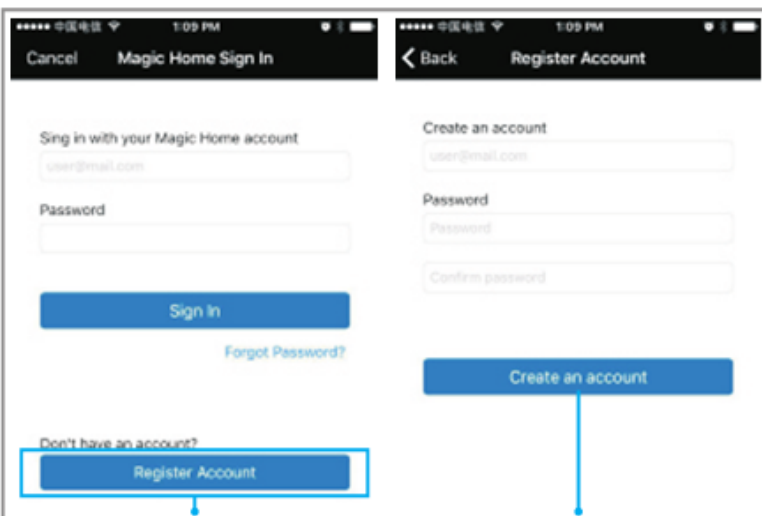 中国电信 1:09 PM
Cancel Magic Home Sign In
Sing in with your Magic Home account
user@mail.com
Password
Sign In
Forgot Password?
Don't have an account?
Register Account
中国电信 1:09 PM
Back Register Account
Create an account
user@mail.com
Password
Password
Confirm password
Create an account